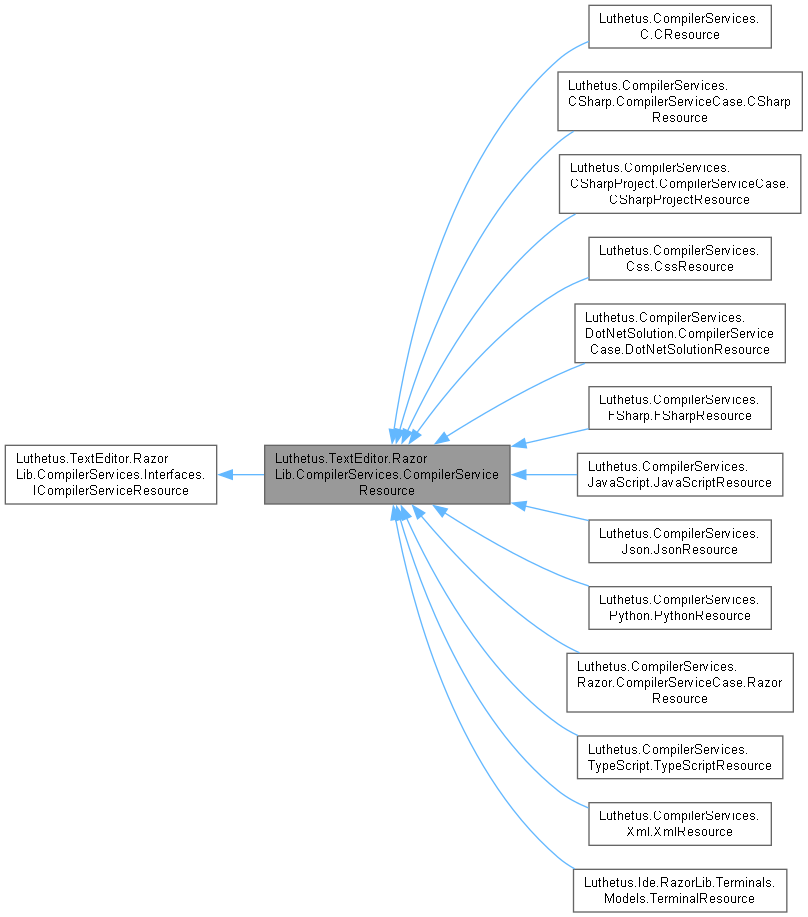 Luthetus.CompilerServices.
C.CResource
Luthetus.CompilerServices.
CSharp.CompilerServiceCase.CSharp
Resource
Luthetus.CompilerServices.
CSharpProject.CompilerServiceCase.
CSharpProjectResource
Luthetus.CompilerServices.
Css.CssResource
Luthetus.CompilerServices.
DotNetSolution.CompilerService
Case.DotNetSolutionResource
Luthetus.CompilerServices.
FSharp.FSharpResource
Luthetus.TextEditor.Razor
Lib.CompilerServices.Interfaces.
ICompilerServiceResource
Luthetus.TextEditor.Razor
Lib.CompilerServices.CompilerService
Resource
Luthetus.CompilerServices.
JavaScript.JavaScriptResource
Luthetus.CompilerServices.
Json.JsonResource
Luthetus.CompilerServices.
Python.PythonResource
Luthetus.CompilerServices.
Razor.CompilerServiceCase.Razor
Resource
Luthetus.CompilerServices.
TypeScript.TypeScriptResource
Luthetus.CompilerServices.
Xml.XmlResource
Luthetus.Ide.RazorLib.Terminals.
Models.TerminalResource